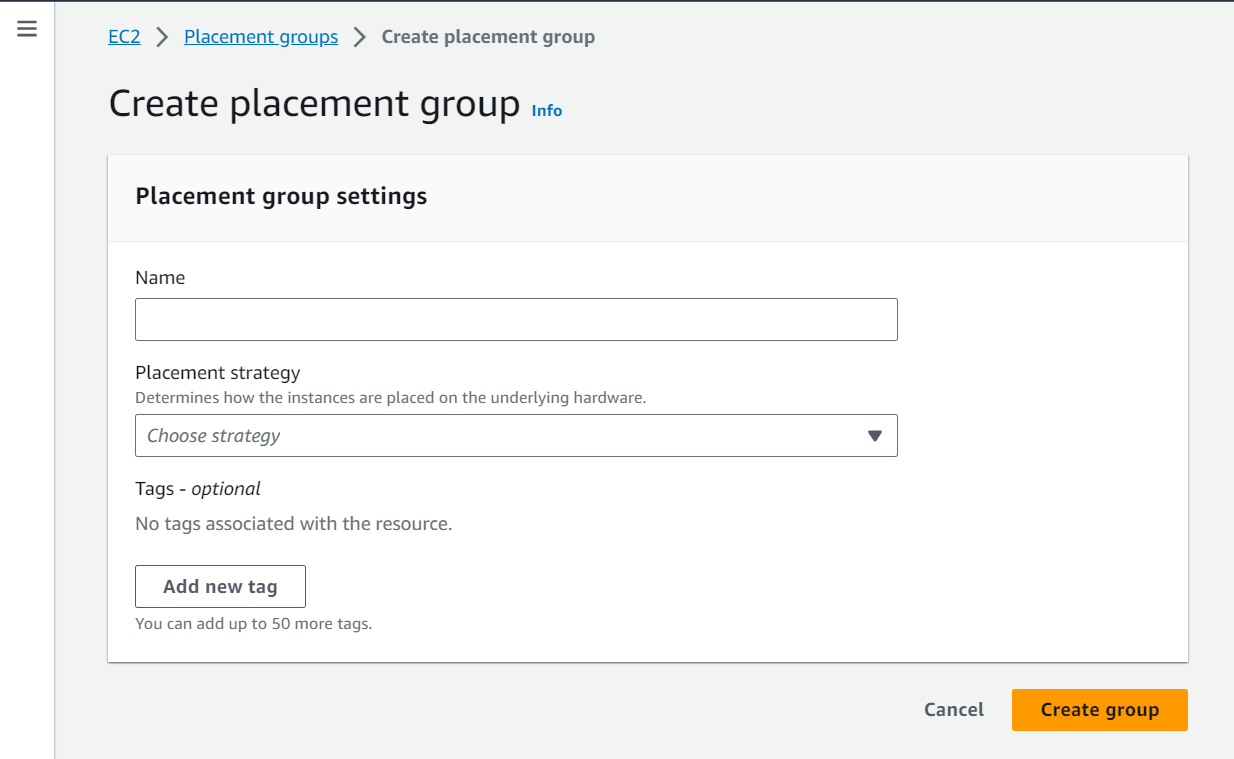 EC2 > Placement groups > Create placement group
Create placement group Info
Placement group settings
Name
Placement strategy
Determines how the instances are placed on the underlying hardware.
Choose strategy
Tags - optional
No tags associated with the resource.
Add new tag
You can add up to 50 more tags.
Cancel Create group